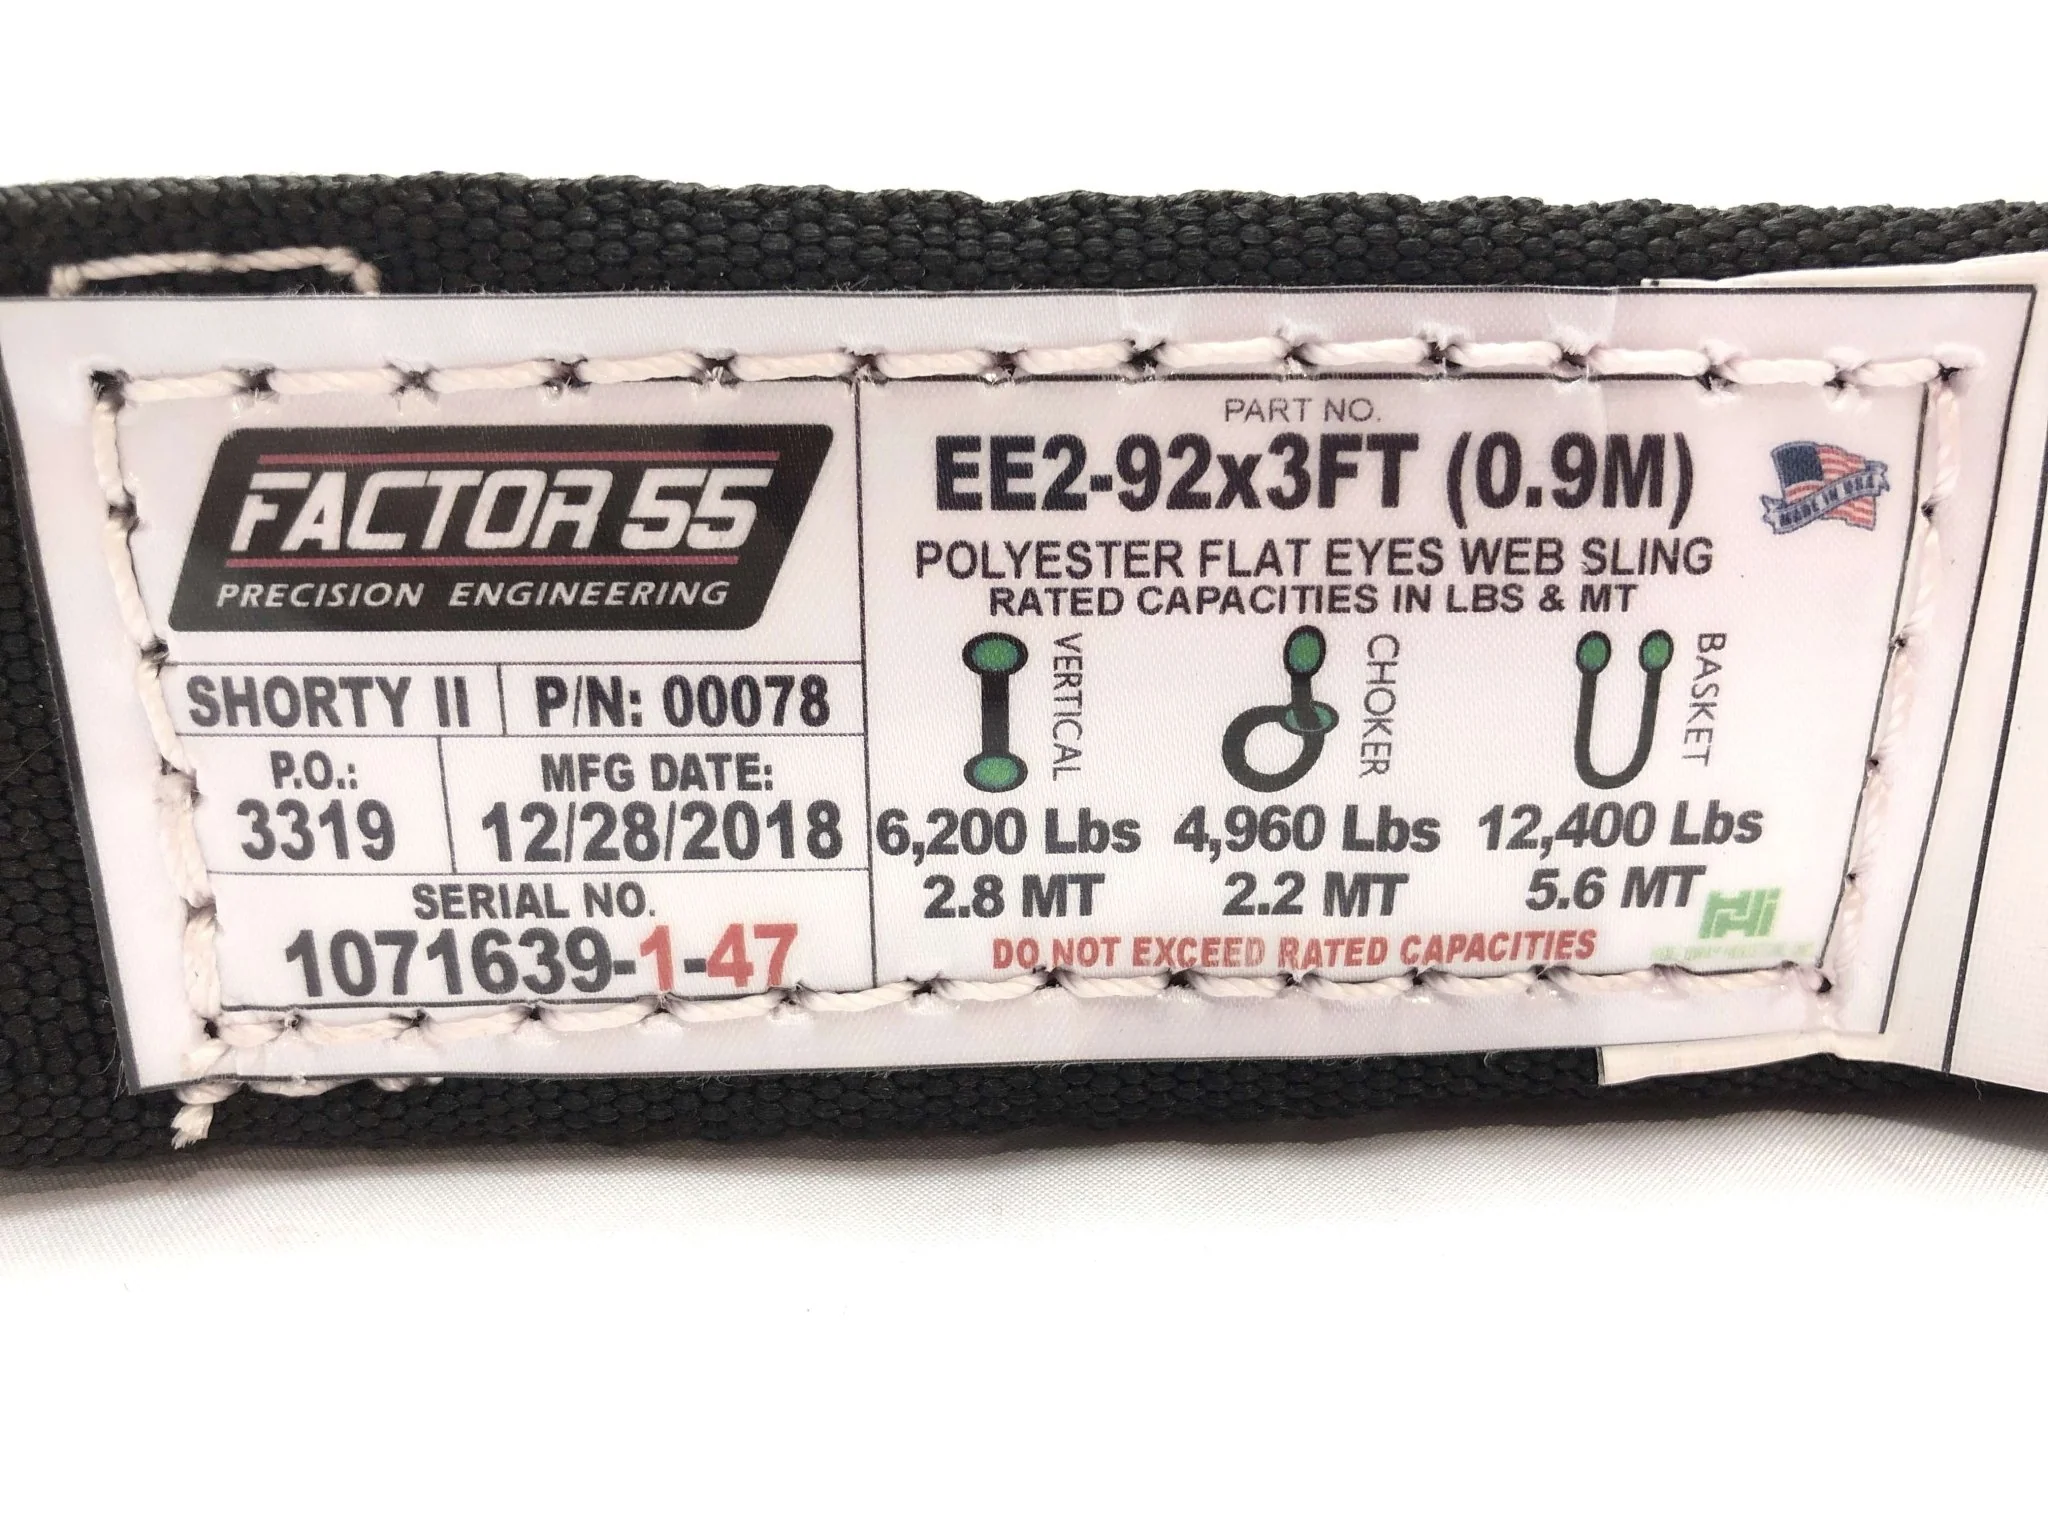 FACTOR 55
PRECISION ENGINEERING
SHORTY II
P/N: 00078
P.O.:
3319
MFG DATE:
12/28/2018
SERIAL NO.
1071639-1-47
PART NO.
EE2-92x3FT (0.9M)
MADE IN USA
POLYESTER FLAT EYES WEB SLING
RATED CAPACITIES IN LBS & MT
VERTICAL
6,200 Lbs
2.8 MT
CHOKER
4,960 Lbs
2.2 MT
BASKET
12,400 Lbs
5.6 MT
DO NOT EXCEED RATED CAPACITIES